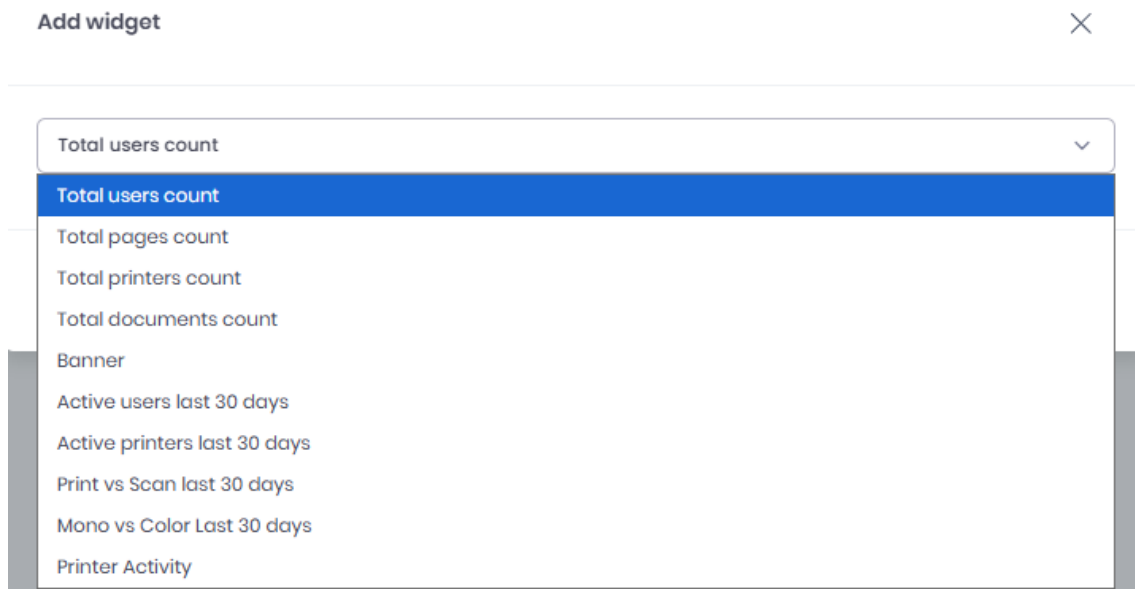 Add widget
Total users count
Total users count
Total pages count
Total printers count
Total documents count
Banner
Active users last 30 days
Active printers last 30 days
Print vs Scan last 30 days
Mono vs Color Last 30 days
Printer Activity